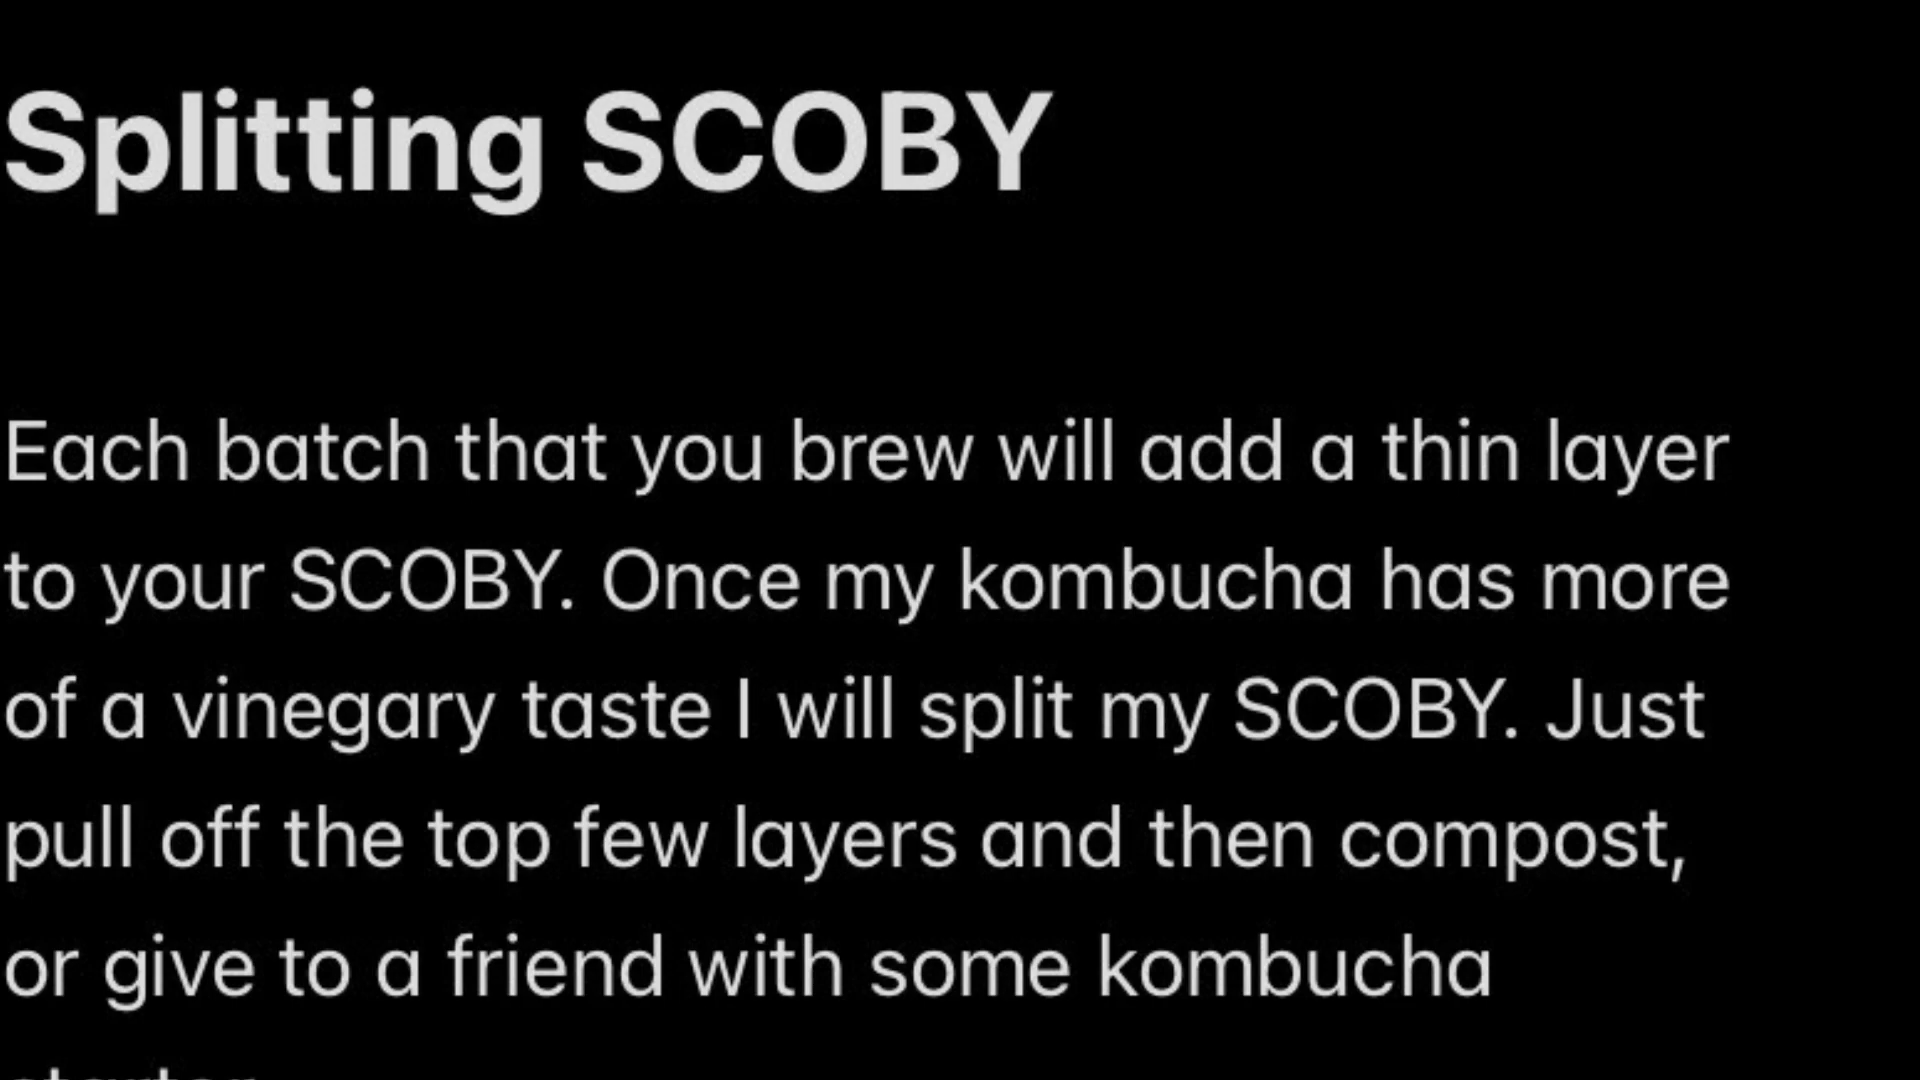 Splitting SCOBY
Each batch that you brew will add a thin layer
to your SCOBY. Once my kombucha has more
of a vinegary taste I will split my SCOBY. Just
pull off the top few layers and then compost,
or give to a friend with some kombucha